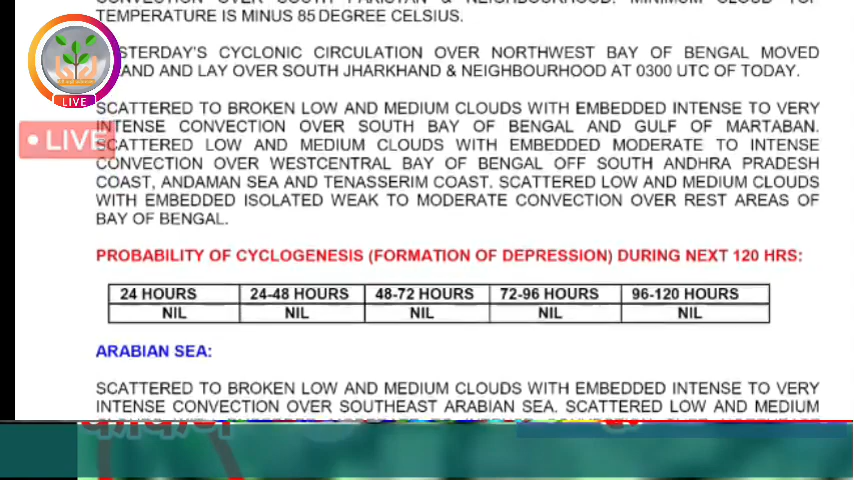 TEMPERATURE IS MINUS 85 DEGREE CELSIUS.
YESTERDAY'S CYCLONIC CIRCULATION OVER NORTHWEST BAY OF BENGAL MOVED
AND LAY OVER SOUTH JHARKHAND & NEIGHBOURHOOD AT 0300 UTC OF TODAY.
LIVE
SCATTERED TO BROKEN LOW AND MEDIUM CLOUDS WITH EMBEDDED INTENSE TO VERY
INTENSE CONVECTION OVER SOUTH BAY OF BENGAL AND GULF OF MARTABAN.
• LIVE
SCATTERED LOW AND MEDIUM CLOUDS WITH EMBEDDED MODERATE TO INTENSE
CONVECTION OVER WESTCENTRAL BAY OF BENGAL OFF SOUTH ANDHRA PRADESH
COAST, ANDAMAN SEA AND TENASSERIM COAST. SCATTERED LOW AND MEDIUM CLOUDS
WITH EMBEDDED ISOLATED WEAK TO MODERATE CONVECTION OVER REST AREAS OF
BAY OF BENGAL.
PROBABILITY OF CYCLOGENESIS (FORMATION OF DEPRESSION) DURING NEXT 120 HRS:
24 HOURS 24-48 HOURS 48-72 HOURS 72-96 HOURS 96-120 HOURS
NIL NIL NIL NIL NIL
ARABIAN SEA:
SCATTERED TO BROKEN LOW AND MEDIUM CLOUDS WITH EMBEDDED INTENSE TO VERY
INTENSE CONVECTION OVER SOUTHEAST ARABIAN SEA. SCATTERED LOW AND MEDIUM